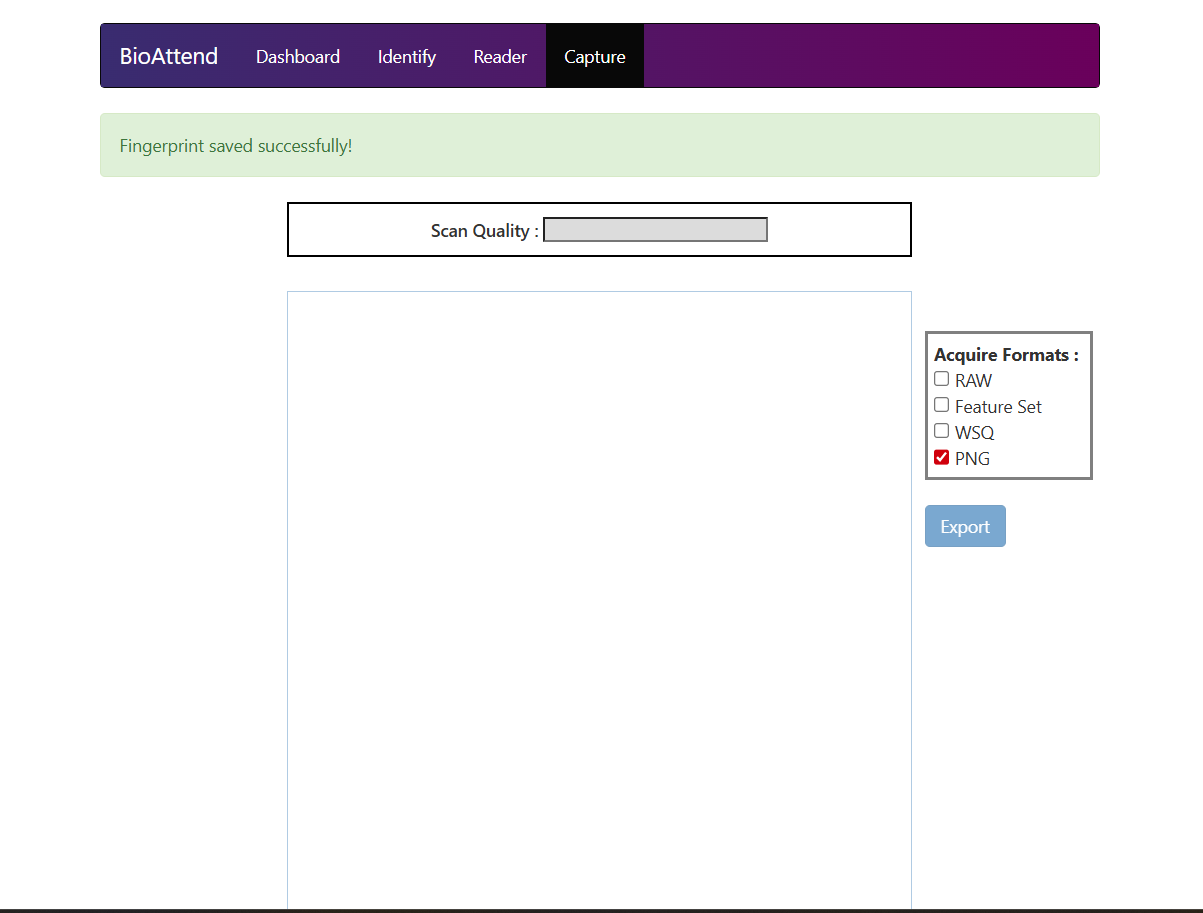 BioAttend Dashboard Identify Reader Capture
Fingerprint saved successfully!
Scan Quality :
Acquire Formats :
RAW
Feature Set
WSQ
PNG
Export